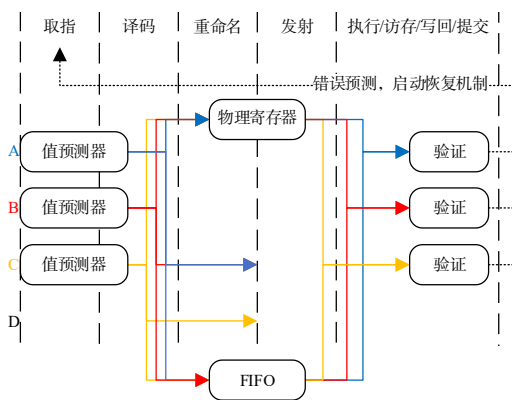 取指 译码 重命名 发射 执行/访存/写回/提交
错误预测，启动恢复机制
物理寄存器
A 值预测器 验证
B 值预测器 验证
C 值预测器 验证
D
FIFO